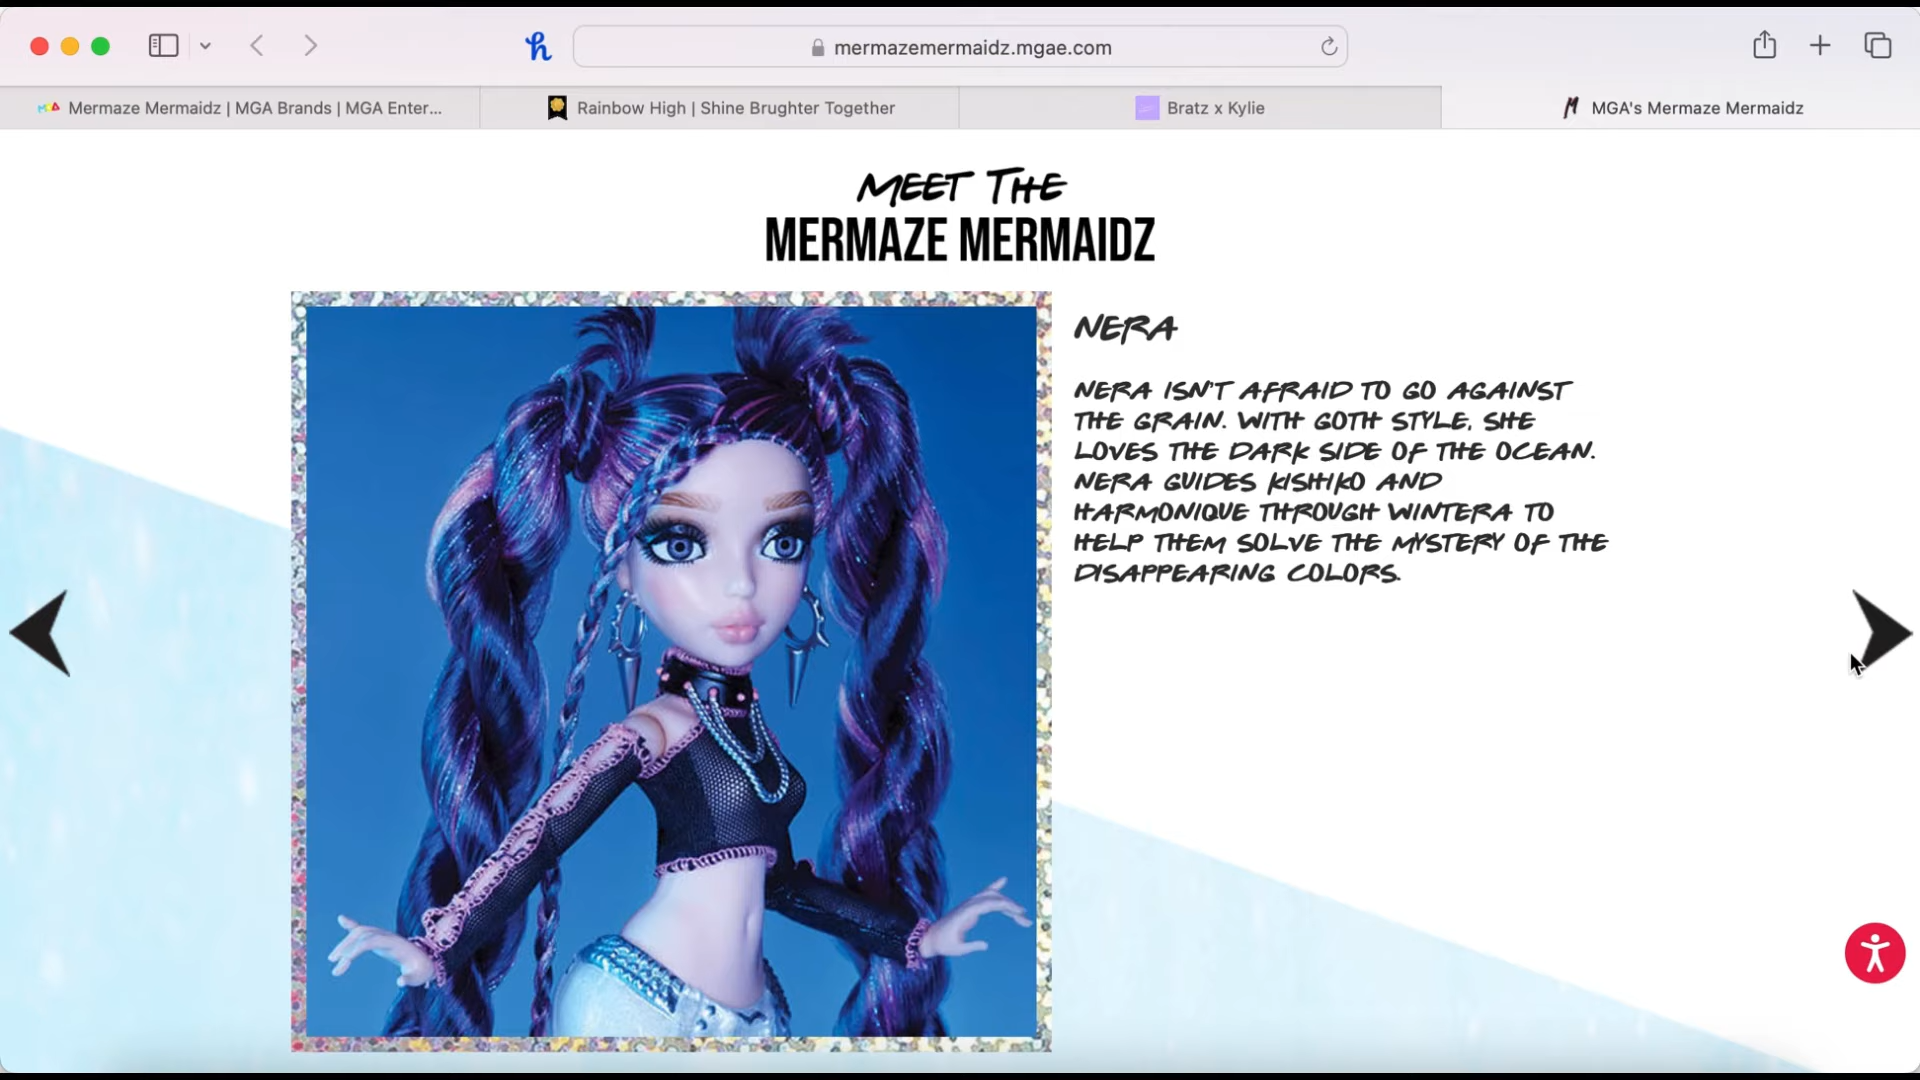 mermazemermaidz.mgae.com
Mermaze Mermaidz | MGA Brands | MGA Enter...
Rainbow High | Shine Brughter Together
Bratz x Kylie
MGA's Mermaze Mermaidz
MEET THE
MERMAZE MERMAIDZ
NERA
NERA ISN'T AFRAID TO GO AGAINST
THE GRAIN. WITH GOTH STYLE, SHE
LOVES THE DARK SIDE OF THE OCEAN.
NERA GUIDES KISHIKO AND
HARMONIQUE THROUGH WINTERA TO
HELP THEM SOLVE THE MYSTERY OF THE
DISAPPEARING COLORS.